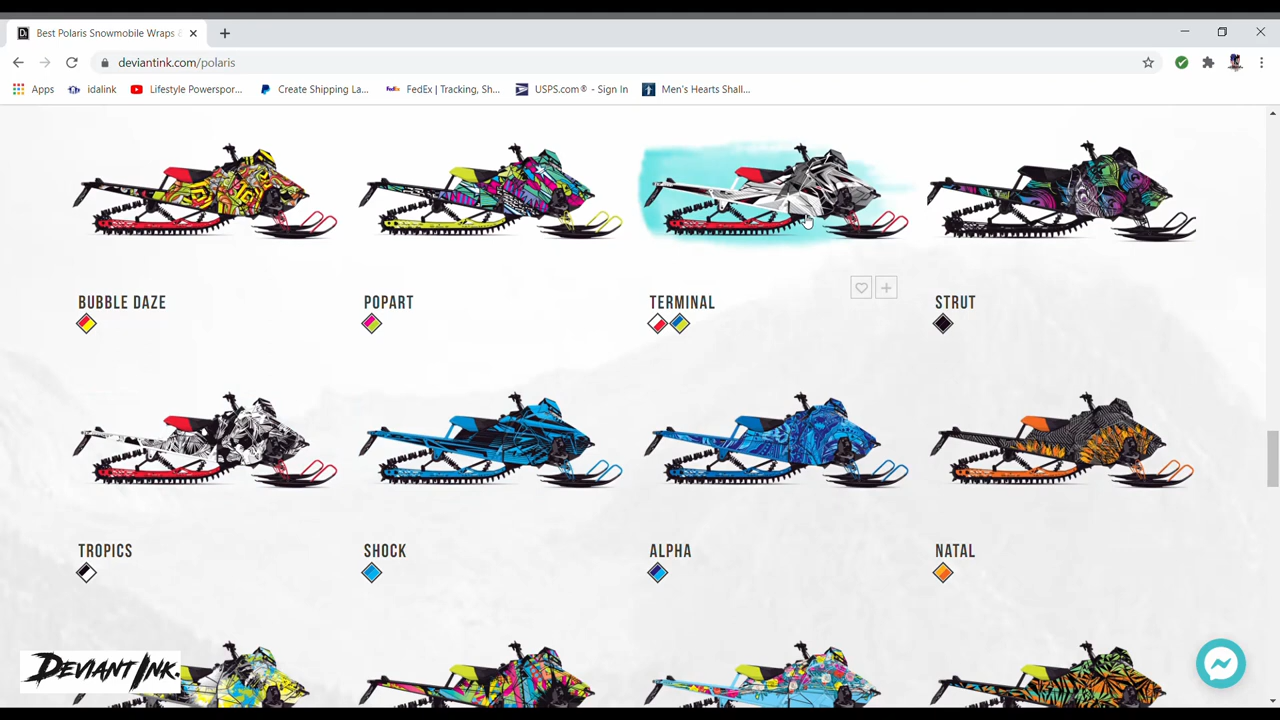 Best Polaris Snowmobile Wraps
deviantink.com/polaris
Apps
idalink
Lifestyle Powerspor...
Create Shipping La...
FedEx | Tracking, Sh...
USPS.com® - Sign In
Men's Hearts Shall...
BUBBLE DAZE
POPART
TERMINAL
STRUT
TROPICS
SHOCK
ALPHA
NATAL
DEVIANT INK.